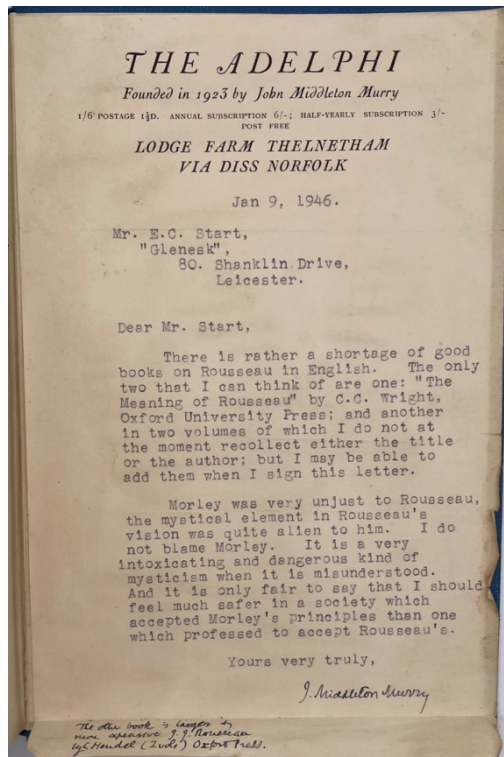 THE ADELPHI
Founded in 1923 by John Middleton Murry
1/6 POSTAGE 1½D. ANNUAL SUBSCRIPTION 6/-; HALF-YEARLY SUBSCRIPTION 3/-
POST FREE
LODGE FARM THELNETHAM
VIA DISS NORFOLK
Jan 9, 1946.
Mr. E.C. Start,
"Glenesk",
80. Shanklin Drive,
Leicester.
Dear Mr. Start,
There is rather a shortage of good
books on Rousseau in English. The only
two that I can think of are one: "The
Meaning of Rousseau" by C.C. Wright,
Oxford University Press; and another
in two volumes of which I do not at
the moment recollect either the title
or the author; but I may be able to
add them when I sign this letter.
Morley was very unjust to Rousseau,
the mystical element in Rousseau's
vision was quite alien to him. I do
not blame Morley. It is a very
intoxicating and dangerous kind of
mysticism when it is misunderstood.
And it is only fair to say that I should
feel much safer in a society which
accepted Morley's principles than one
which professed to accept Rousseau's.
Yours very truly,
J. Middleton Murry
The other book is larger &
more expensive J. J. Rousseau
by Hendel (2 vols) Oxford Press.